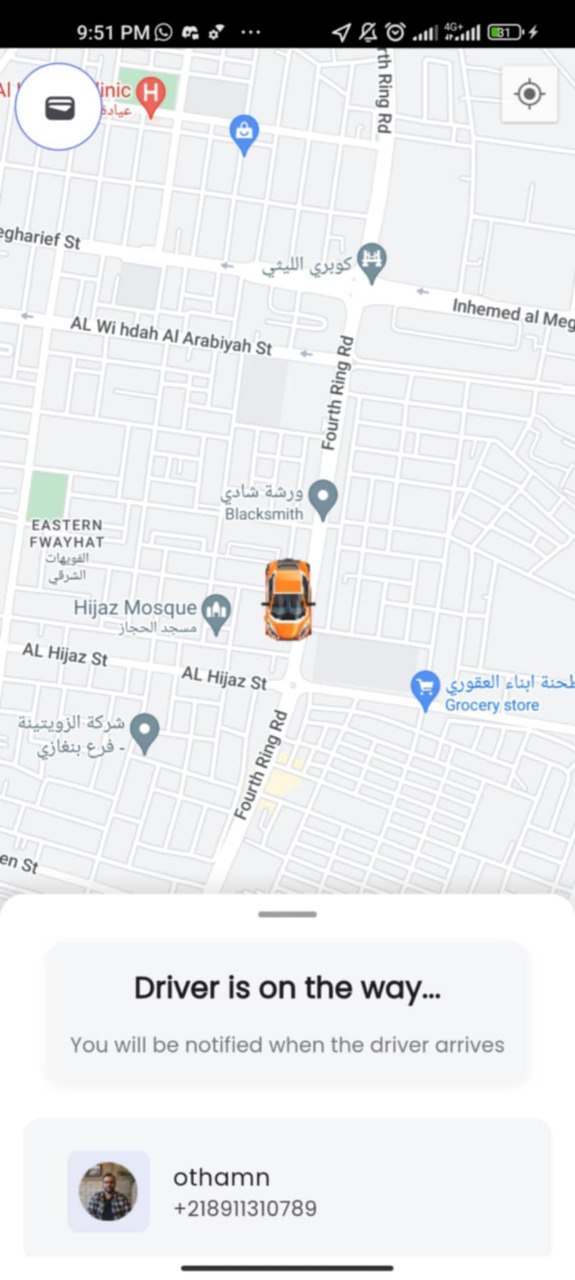 9:51 PM
4G+
31
rth Ring Rd
Al
linic
عيادة
egharief St
كوبري الليثي
Inhemed al Meg
AL Wi hdah Al Arabiyah St
Fourth Ring Rd
ورشة شادي
Blacksmith
EASTERN
FWAYHAT
الفويهات
الشرقي
Hijaz Mosque
مسجد الحجاز
AL Hijaz St
AL Hijaz St
طحنة ابناء العقوري
Grocery store
شركة الزويتينة
- فرع بنغازي
Fourth Ring Rd
en St
Driver is on the way...
You will be notified when the driver arrives
othamn
+218911310789